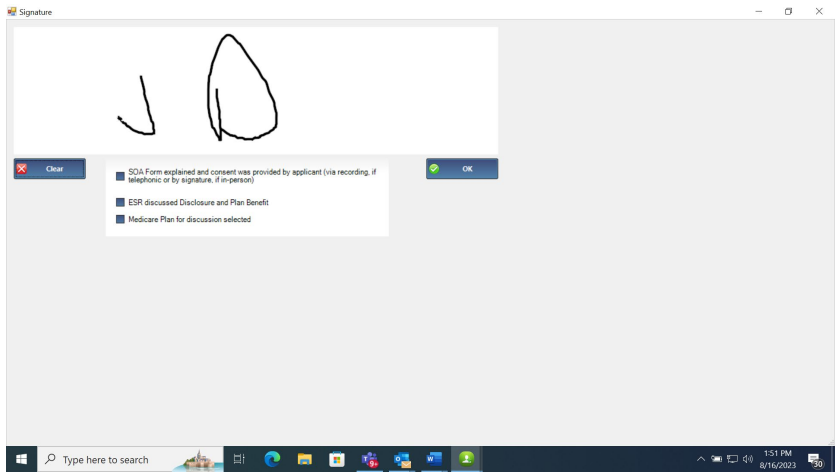 Signature
J D
Clear
SOA Form explained and consent was provided by applicant (via recording, if
telephonic or by signature, if in-person)
OK
ESR discussed Disclosure and Plan Benefit
Medicare Plan for discussion selected
Type here to search
9+
1:51 PM
8/16/2023
30